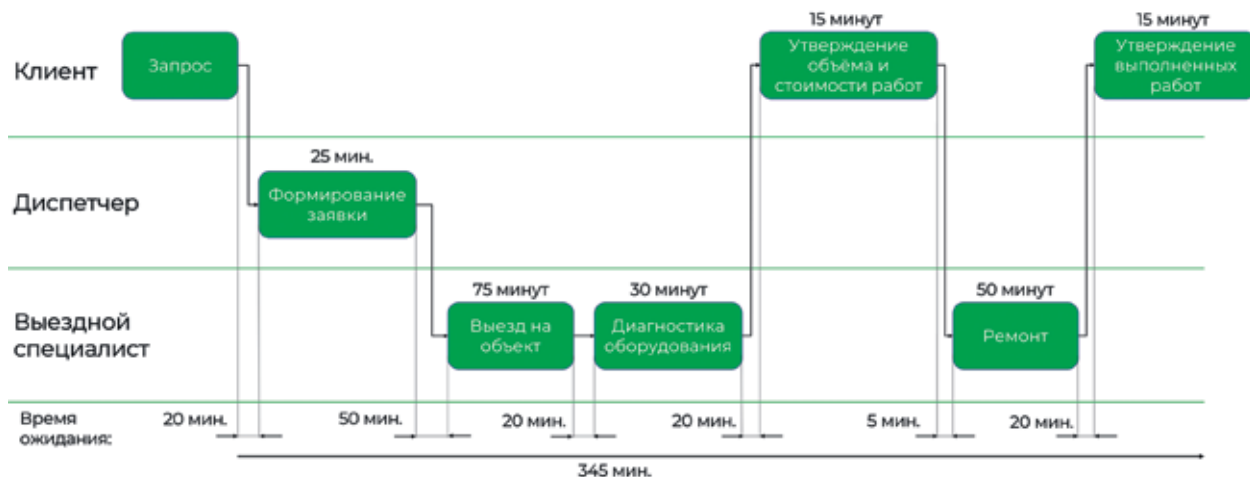 15 минут
15 минут
Клиент
Запрос
Утверждение
объёма и
стоимости работ
Утверждение
выполненных
работ
25 мин.
Диспетчер
Формирование
заявки
75 минут
30 минут
50 минут
Выездной
специалист
Выезд на
объект
Диагностика
оборудования
Ремонт
Время
ожидания:
20 мин.
50 мин.
20 мин.
20 мин.
5 мин.
20 мин.
345 мин.